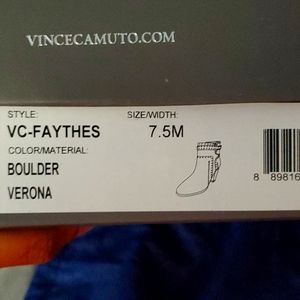 VINCECAMUTO.COM
STYLE: SIZE/WIDTH:
VC-FAYTHES 7.5M
COLOR/MATERIAL:
BOULDER
VERONA
8 89816